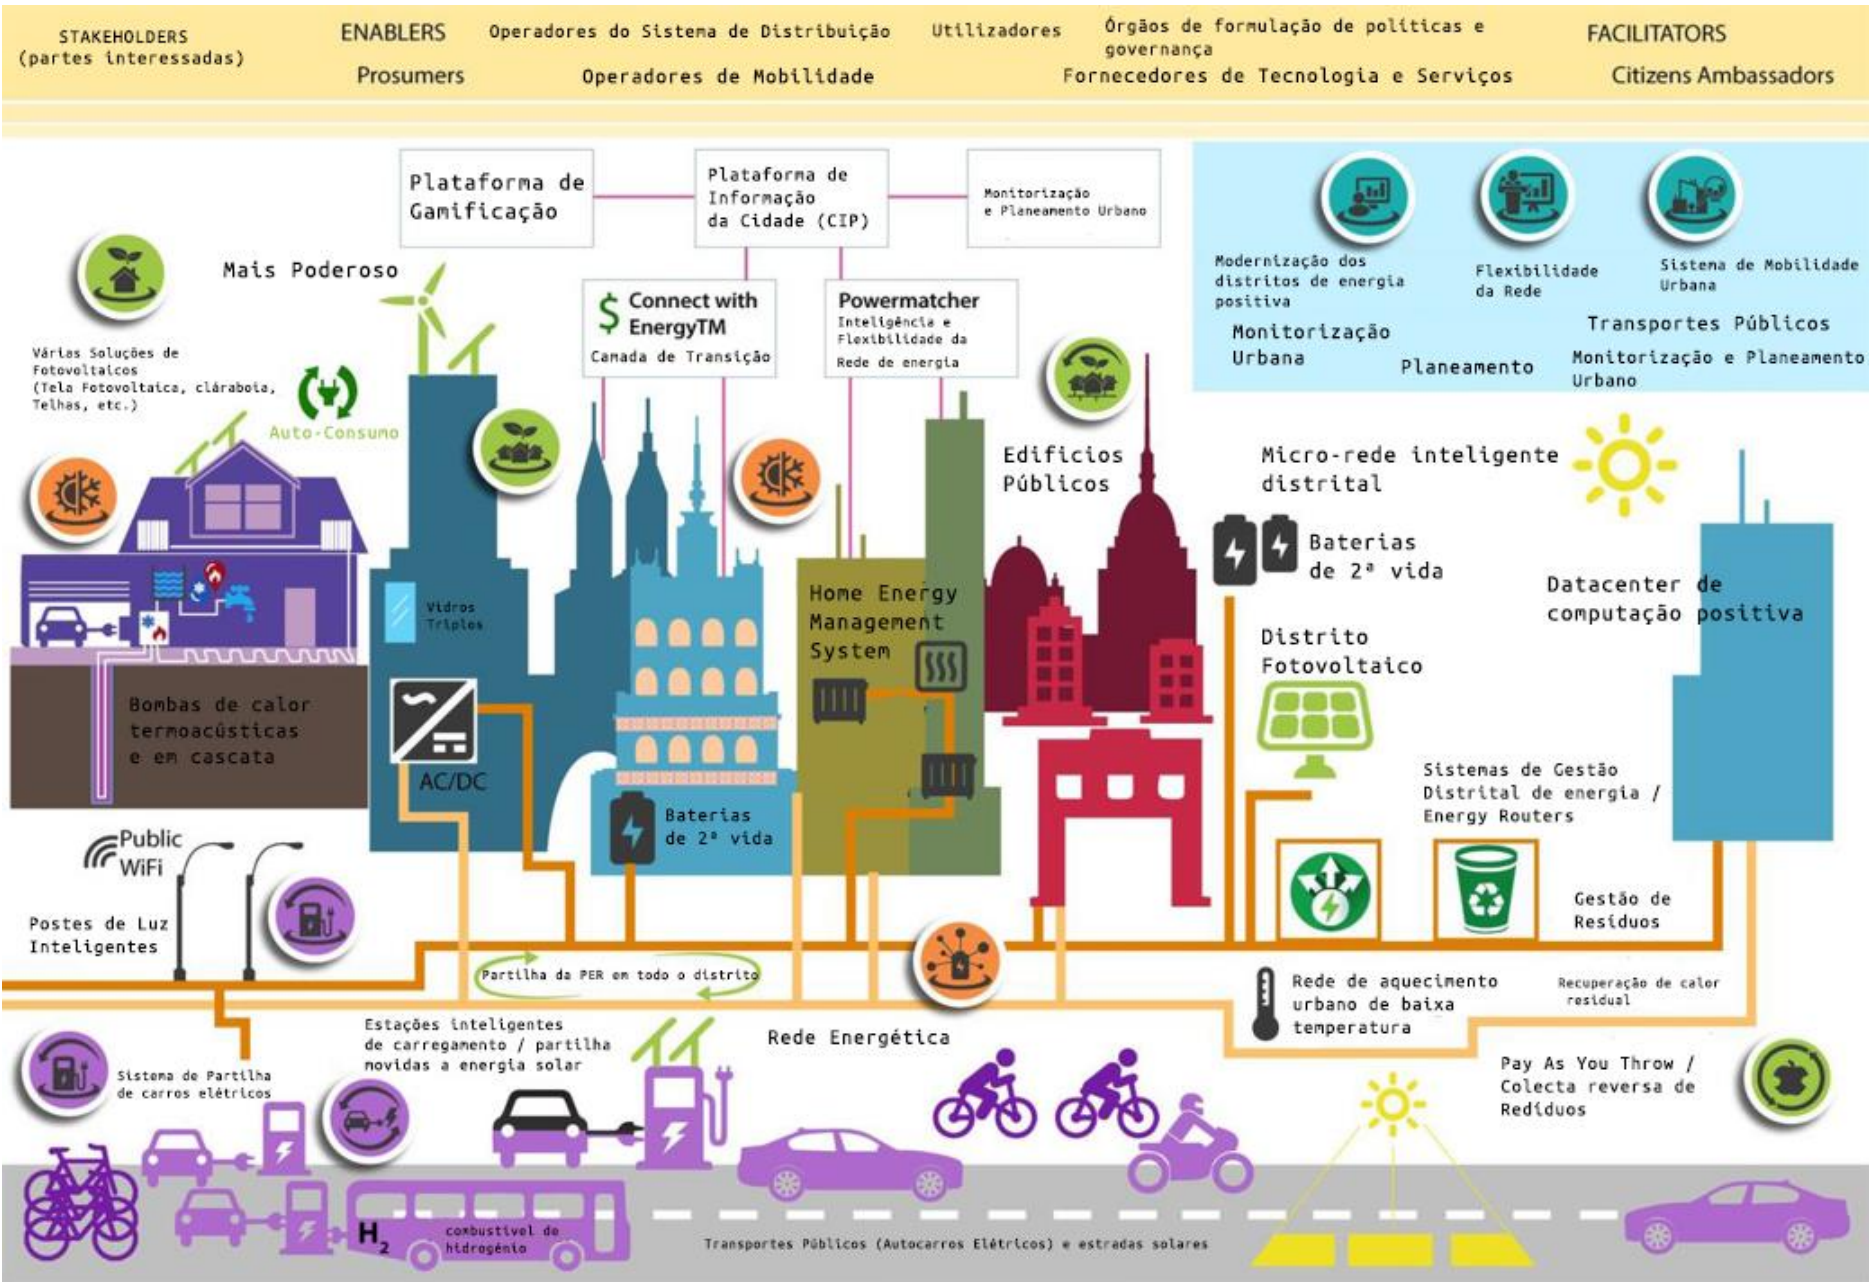 STAKEHOLDERS
(partes interessadas)
ENABLERS
Prosumers
Operadores do Sistema de Distribuição
Operadores de Mobilidade
Utilizadores
Órgãos de formulação de políticas e
governança
Fornecedores de Tecnologia e Serviços
FACILITATORS
Citizens Ambassadors
Plataforma de
Gamificação
Plataforma de
Informação
da Cidade (CIP)
Monitorização
e Planeamento Urbano
Modernização dos
distritos de energia
positiva
Flexibilidade
da Rede
Sistema de Mobilidade
Urbana
Monitorização
Urbana
Planeamento
Transportes Públicos
Monitorização e Planeamento
Urbano
Mais Poderoso
$ Connect with
EnergyTM
Camada de Transição
Powermatcher
Inteligência e
Flexibilidade da
Rede de energia
Várias Soluções de
Fotovoltaicos
(Tela Fotovoltaica, cláraboia,
Telhas, etc.)
Auto-Consumo
Edificios
Públicos
Micro-rede inteligente
distrital
Baterias
de 2ª vida
Datacenter de
computação positiva
Vidros
Triplos
Home Energy
Management
System
Distrito
Fotovoltaico
Bombas de calor
termoacústicas
e em cascata
AC/DC
Baterias
de 2ª vida
Sistemas de Gestão
Distrital de energia /
Energy Routers
Public
WiFi
Postes de Luz
Inteligentes
Gestão de
Resíduos
Partilha da PER em todo o distrito
Rede de aquecimento
urbano de baixa
temperatura
Recuperação de calor
residual
Estações inteligentes
de carregamento / partilha
movidas a energia solar
Rede Energética
Sistema de Partilha
de carros elétricos
Pay As You Throw /
Colecta reversa de
Redíduos
H2
combustível de
hidrogénio
Transportes Públicos (Autocarros Elétricos) e estradas solares